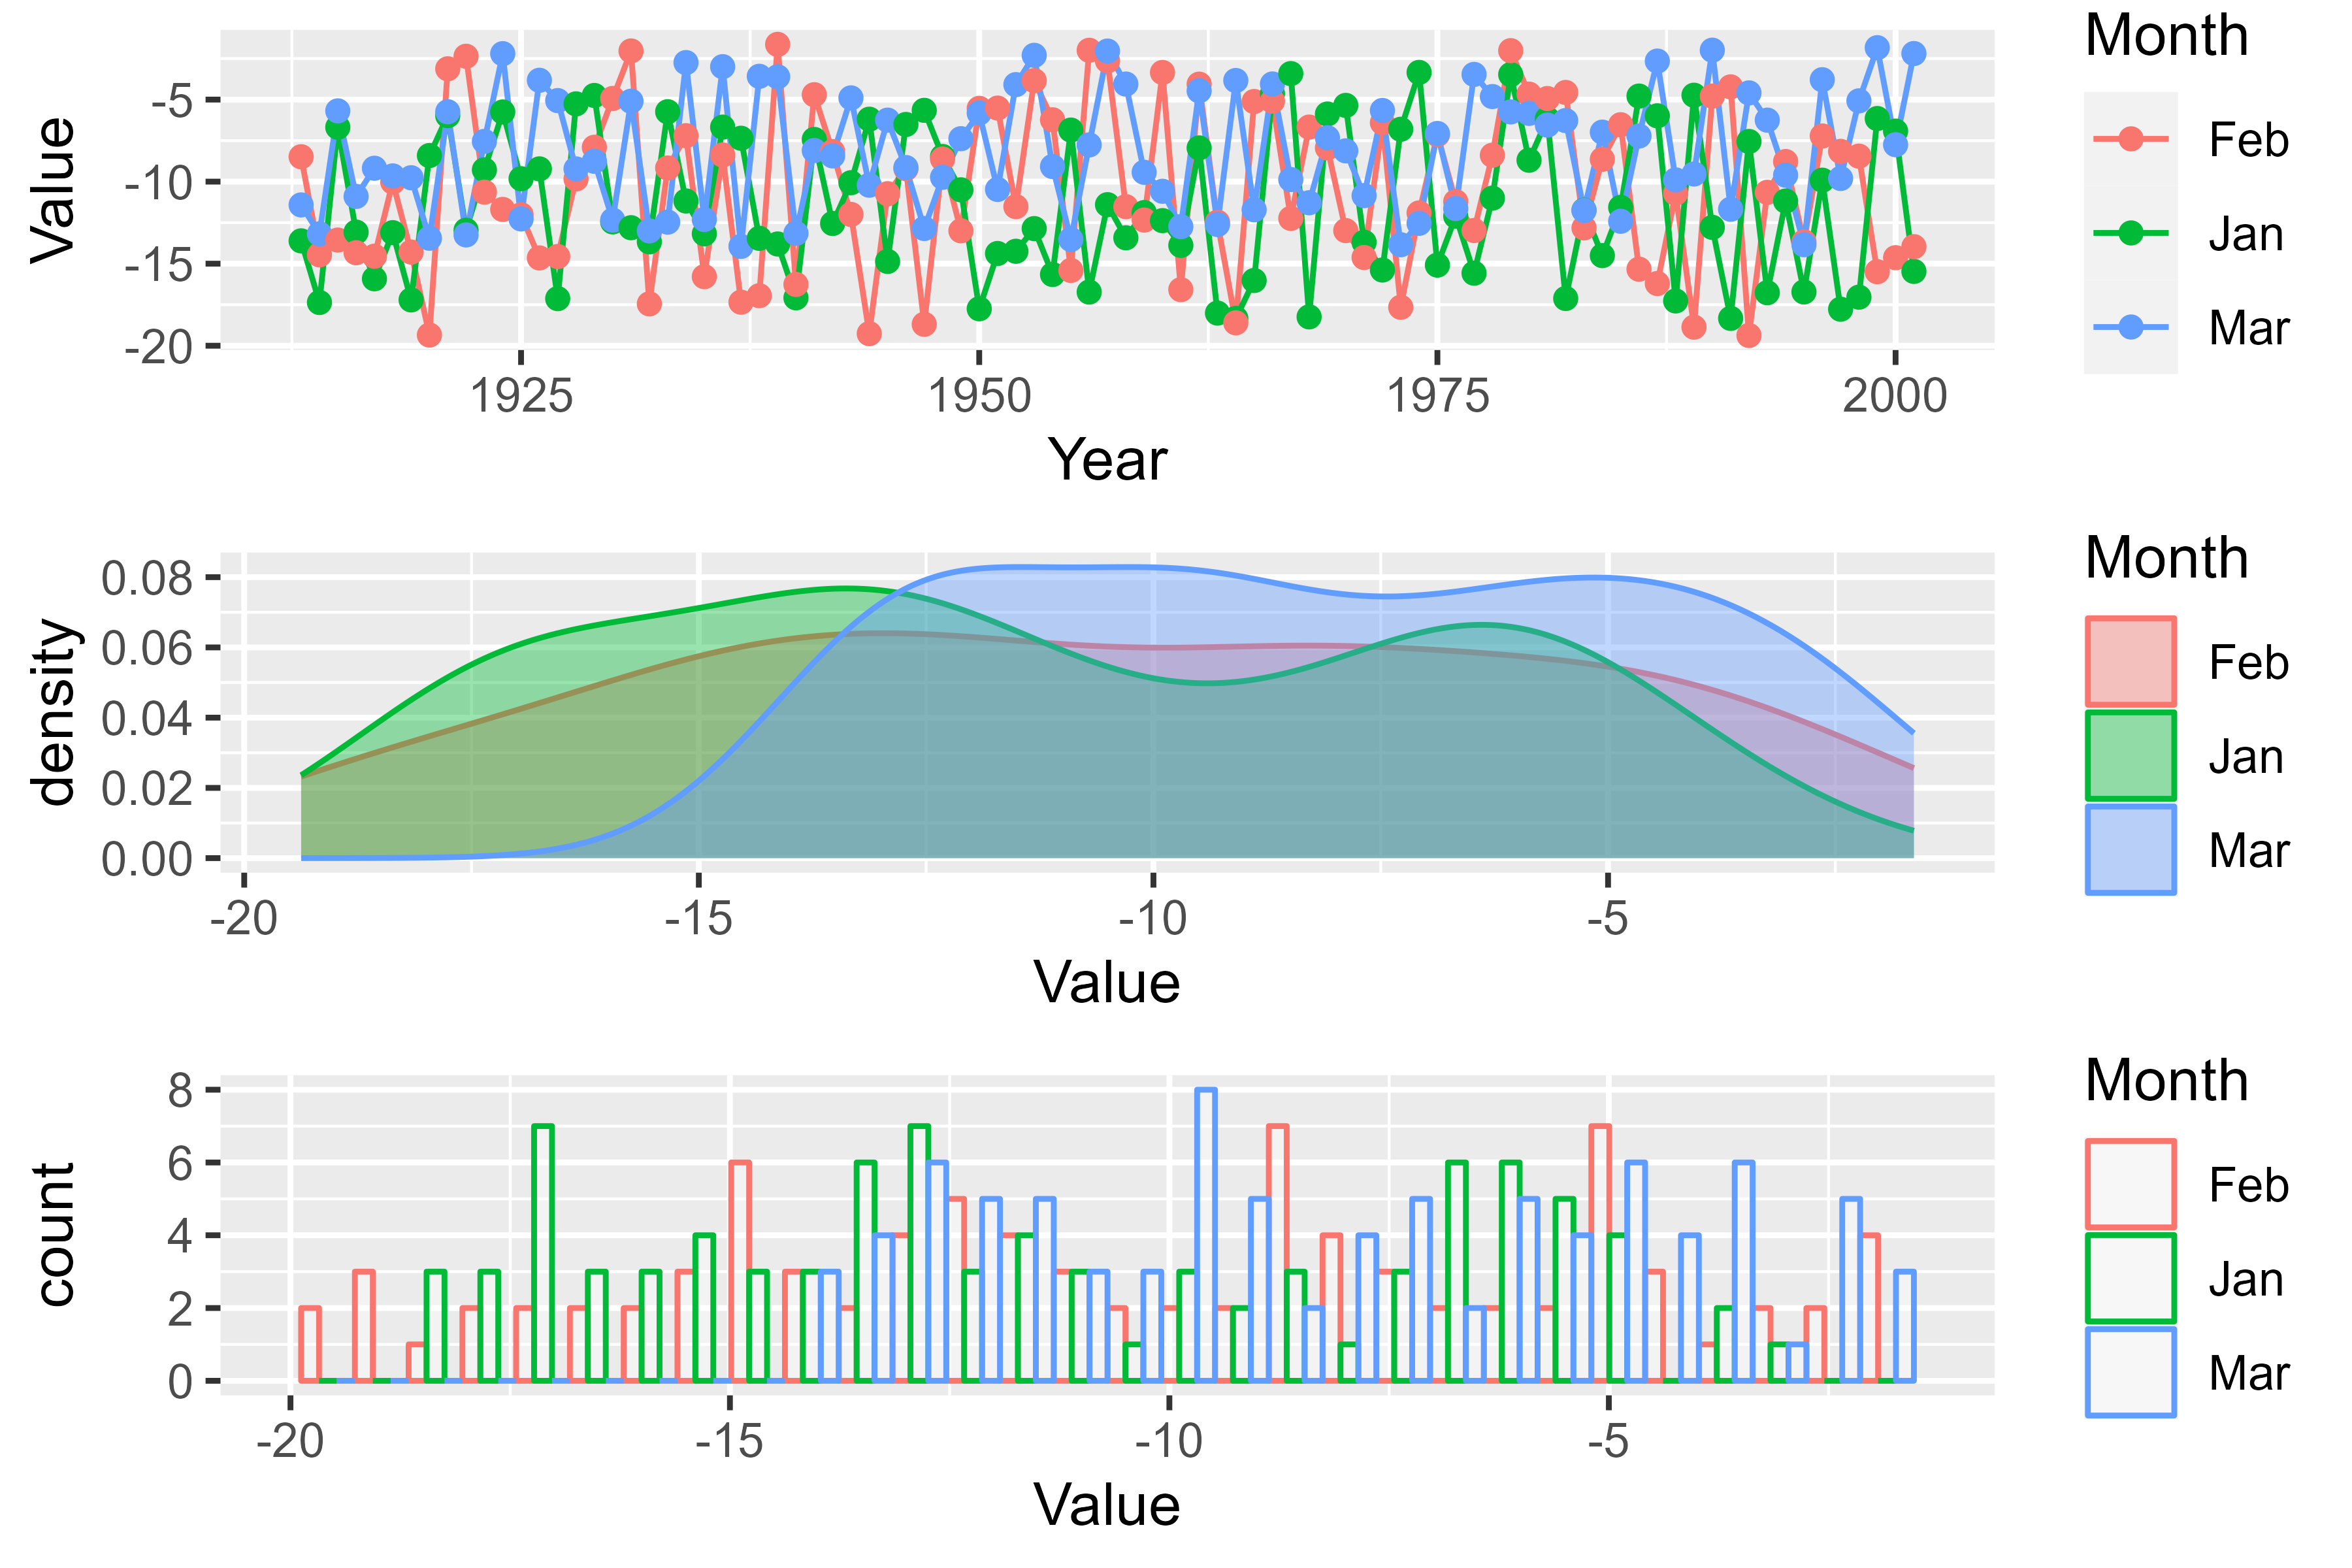 Value
-5
-10
-15
-20
1925 1950 1975 2000
Year
Month
Feb
Jan
Mar
density
0.08
0.06
0.04
0.02
0.00
-20 -15 -10 -5
Value
Month
Feb
Jan
Mar
count
8
6
4
2
0
-20 -15 -10 -5
Value
Month
Feb
Jan
Mar